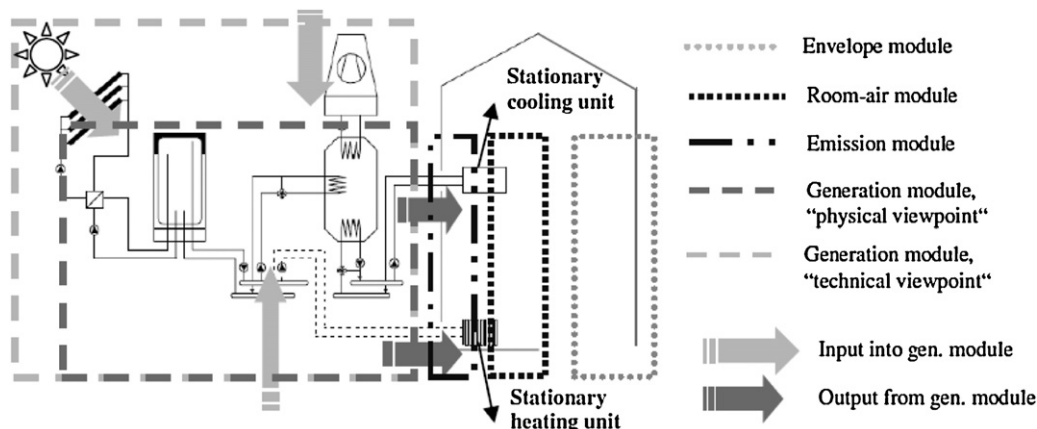 Stationary
cooling unit
Stationary
heating unit
Envelope module
Room-air module
Emission module
Generation module,
“physical viewpoint“
Generation module,
“technical viewpoint“
Input into gen. module
Output from gen. module